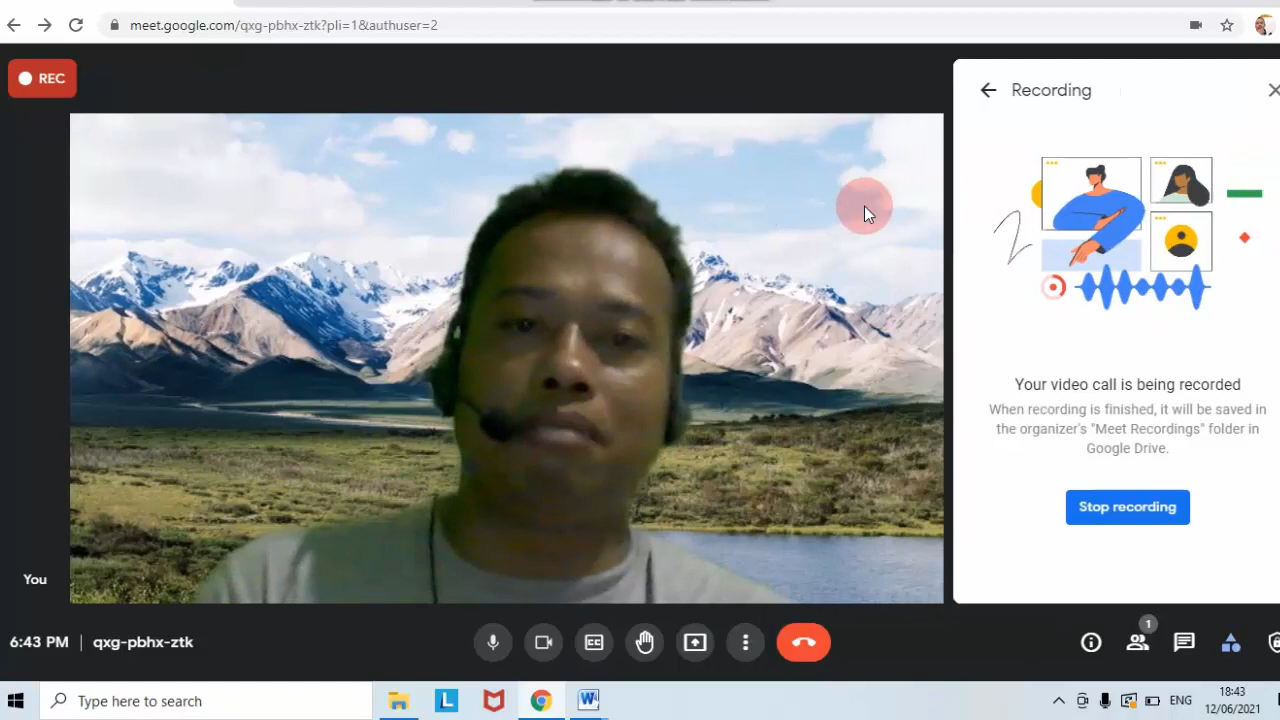 meet.google.com/qxg-pbhx-ztk?pli=1&authuser=2
REC
Recording
Your video call is being recorded
When recording is finished, it will be saved in
the organizer's "Meet Recordings" folder in
Google Drive.
Stop recording
You
6:43 PM | qxg-pbhx-ztk
1
Type here to search
L
W
ENG
18:43
12/06/2021